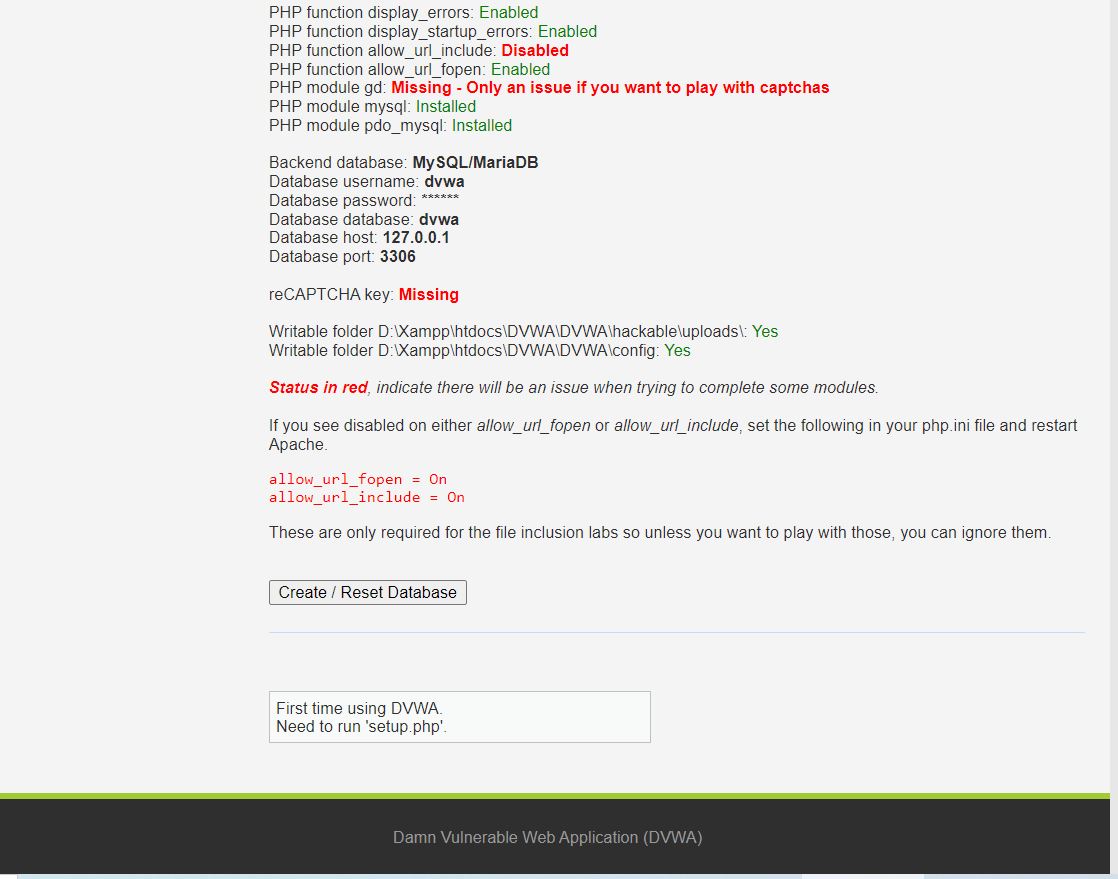 PHP function display_errors: Enabled
PHP function display_startup_errors: Enabled
PHP function allow_url_include: Disabled
PHP function allow_url_fopen: Enabled
PHP module gd: Missing - Only an issue if you want to play with captchas
PHP module mysql: Installed
PHP module pdo_mysql: Installed
Backend database: MySQL/MariaDB
Database username: dvwa
Database password: ******
Database database: dvwa
Database host: 127.0.0.1
Database port: 3306
reCAPTCHA key: Missing
Writable folder D:\Xampp\htdocs\DVWA\DVWA\hackable\uploads\: Yes
Writable folder D:\Xampp\htdocs\DVWA\DVWA\config: Yes
Status in red, indicate there will be an issue when trying to complete some modules.
If you see disabled on either allow_url_fopen or allow_url_include, set the following in your php.ini file and restart
Apache.
allow_url_fopen = On
allow_url_include = On
These are only required for the file inclusion labs so unless you want to play with those, you can ignore them.
Create / Reset Database
First time using DVWA.
Need to run 'setup.php'.
Damn Vulnerable Web Application (DVWA)